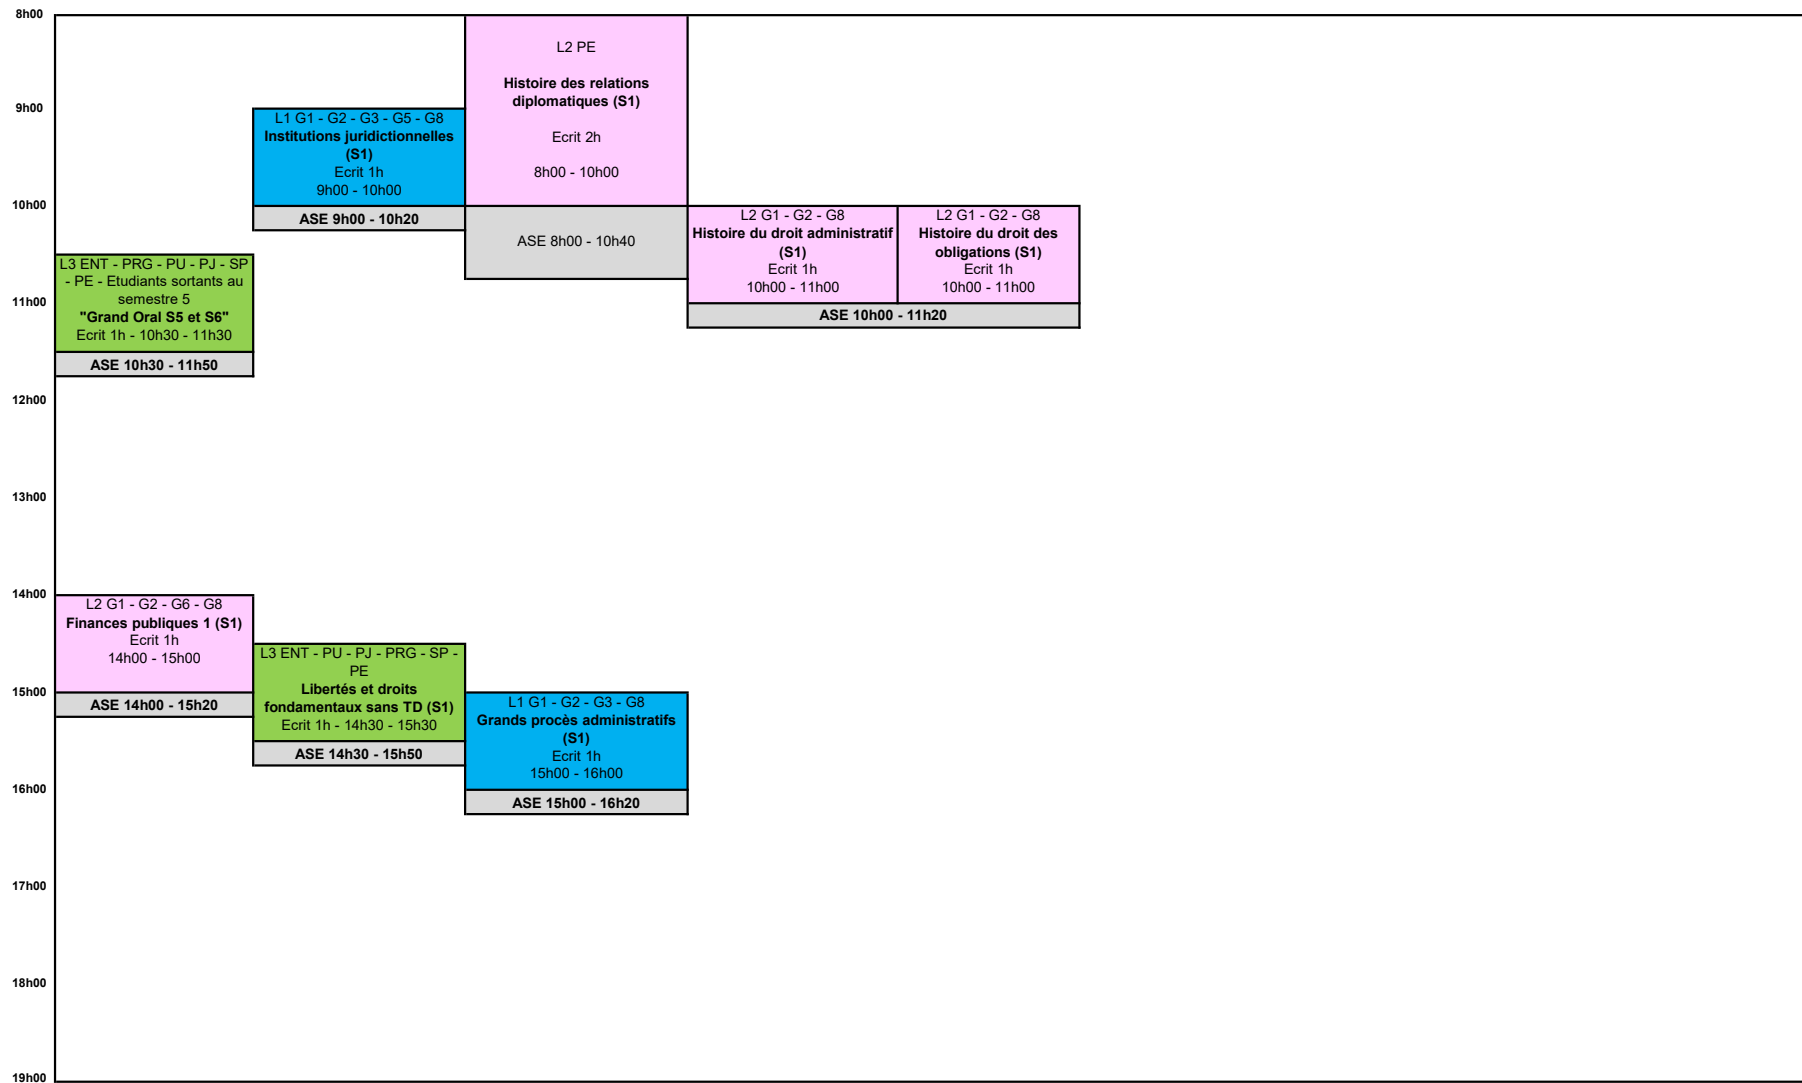 8h00
9h00
10h00
11h00
12h00
13h00
14h00
15h00
16h00
17h00
18h00
19h00
L3 ENT - PRG - PU - PJ - SP
- PE - Etudiants sortants au
semestre 5
"Grand Oral S5 et S6"
Ecrit 1h - 10h30 - 11h30
ASE 10h30 - 11h50
L1 G1 - G2 - G3 - G5 - G8
Institutions juridictionnelles
(S1)
Ecrit 1h
9h00 - 10h00
ASE 9h00 - 10h20
L2 PE
Histoire des relations
diplomatiques (S1)
Ecrit 2h
8h00 - 10h00
ASE 8h00 - 10h40
L2 G1 - G2 - G8
Histoire du droit administratif
(S1)
Ecrit 1h
10h00 - 11h00
L2 G1 - G2 - G8
Histoire du droit des
obligations (S1)
Ecrit 1h
10h00 - 11h00
ASE 10h00 - 11h20
L2 G1 - G2 - G6 - G8
Finances publiques 1 (S1)
Ecrit 1h
14h00 - 15h00
ASE 14h00 - 15h20
L3 ENT - PU - PJ - PRG - SP -
PE
Libertés et droits
fondamentaux sans TD (S1)
Ecrit 1h - 14h30 - 15h30
ASE 14h30 - 15h50
L1 G1 - G2 - G3 - G8
Grands procès administratifs
(S1)
Ecrit 1h
15h00 - 16h00
ASE 15h00 - 16h20